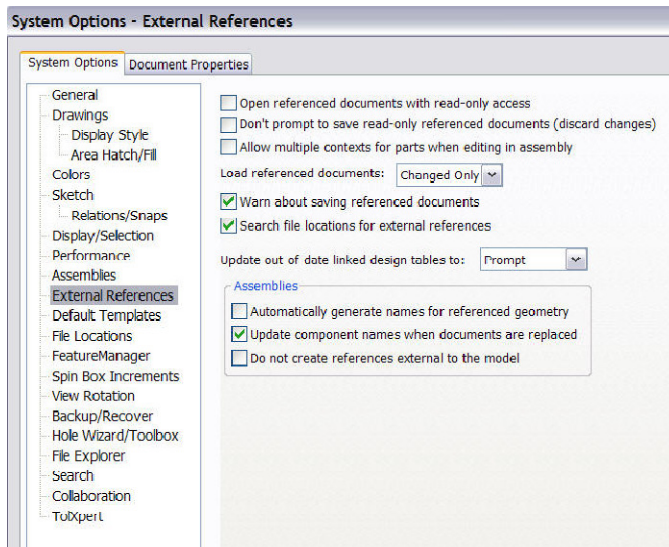 System Options - External References
System Options
Document Properties
General
Drawings
Display Style
Area Hatch/Fill
Colors
Sketch
Relations/Snaps
Display/Selection
Performance
Assemblies
External References
Default Templates
File Locations
FeatureManager
Spin Box Increments
View Rotation
Backup/Recover
Hole Wizard/Toolbox
File Explorer
Search
Collaboration
TolXpert
Open referenced documents with read-only access
Don't prompt to save read-only referenced documents (discard changes)
Allow multiple contexts for parts when editing in assembly
Load referenced documents: Changed Only
Warn about saving referenced documents
Search file locations for external references
Update out of date linked design tables to: Prompt
Assemblies
Automatically generate names for referenced geometry
Update component names when documents are replaced
Do not create references external to the model